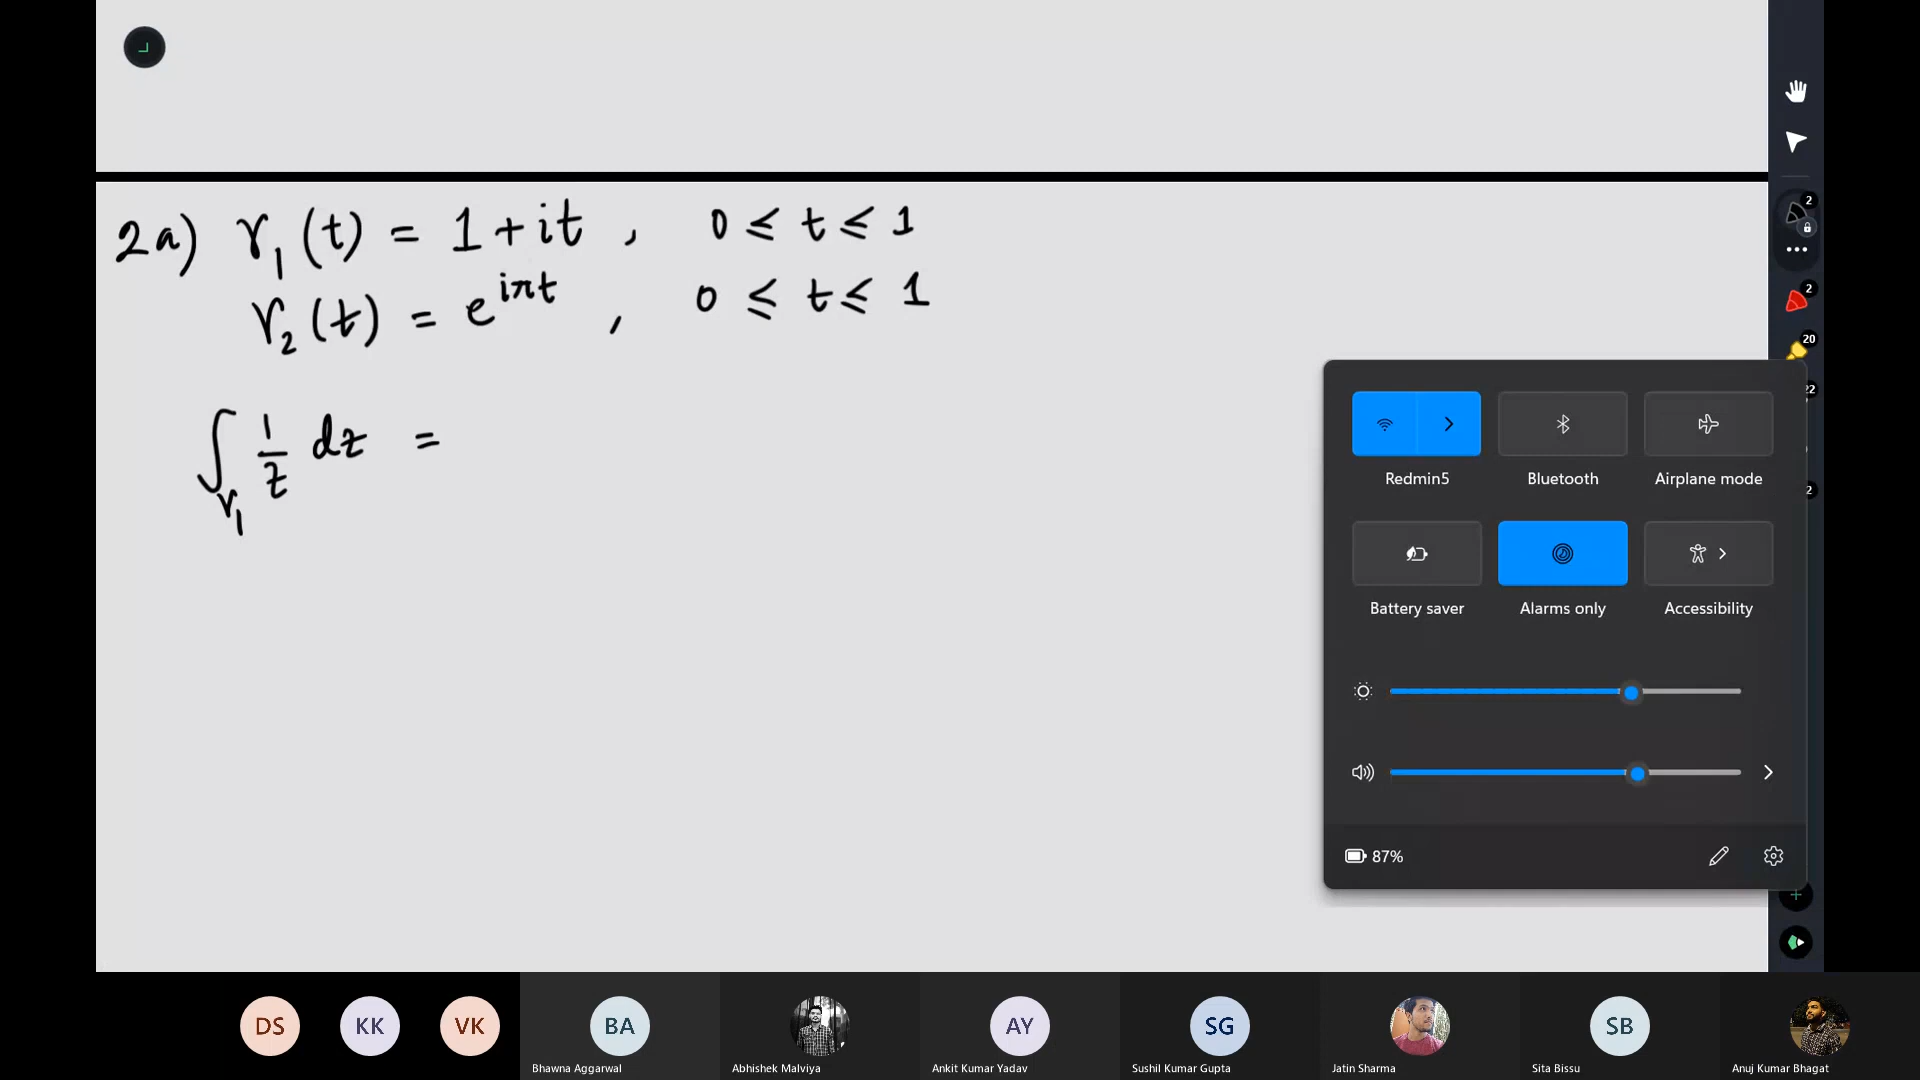 2a) γ₁(t) = 1 + it , 0 ≤ t ≤ 1
γ₂(t) = e^{iπt} , 0 ≤ t ≤ 1
∫_{γ₁} 1/z dz =
2
2
20
22
2
Redmin5 Bluetooth Airplane mode
Battery saver Alarms only Accessibility
87%
DS KK VK BA AY SG SB
Bhawna Aggarwal Abhishek Malviya Ankit Kumar Yadav Sushil Kumar Gupta Jatin Sharma Sita Bissu Anuj Kumar Bhagat